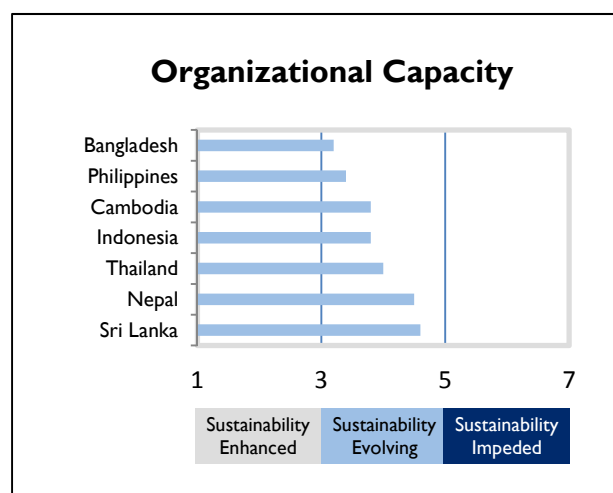 Organizational Capacity
Bangladesh
Philippines
Cambodia
Indonesia
Thailand
Nepal
Sri Lanka
1 3 5 7
Sustainability Enhanced
Sustainability Evolving
Sustainability Impeded